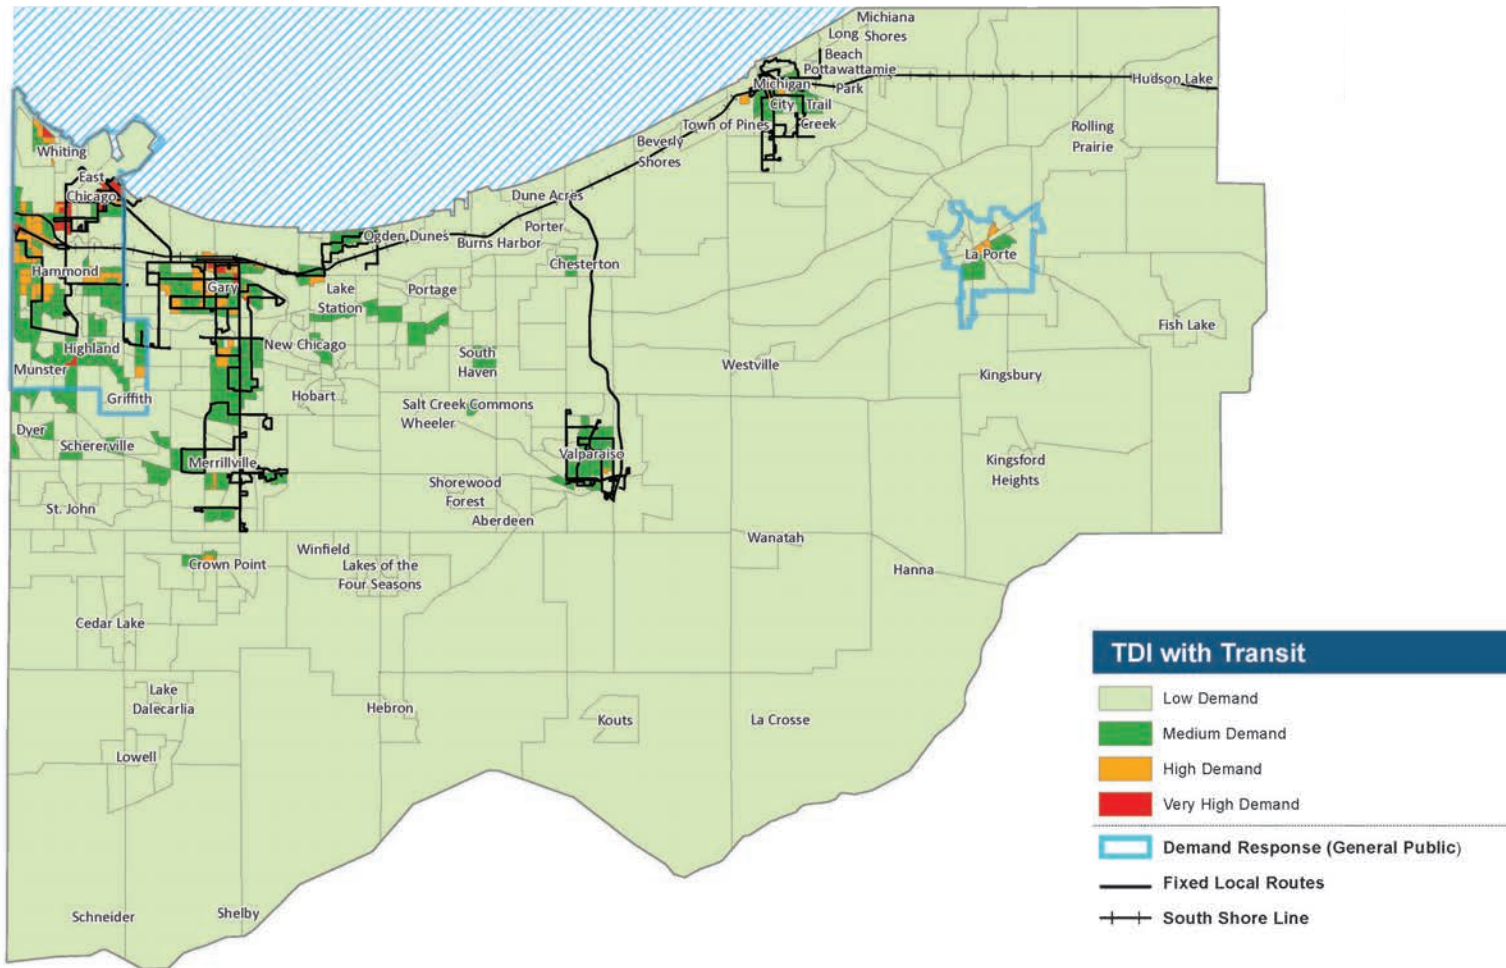 Michiana
Shores
Long
Beach
Pottawattamie
Park
Michigan
City
Trail
Creek
Hudson Lake
Town of Pines
Beverly
Shores
Rolling
Prairie
Whiting
East
Chicago
Dune Acres
Porter
Ogden Dunes
Burns Harbor
Chesterton
La Porte
Hammond
Gary
Lake
Station
Portage
Fish Lake
Highland
New Chicago
South
Haven
Westville
Kingsbury
Munster
Griffith
Hobart
Salt Creek Commons
Wheeler
Dyer
Schererville
Merrillville
Valparaiso
Kingsford
Heights
Shorewood
Forest
St. John
Aberdeen
Wanatah
Winfield
Crown Point
Lakes of the
Four Seasons
Hanna
Cedar Lake
Lake
Dalecarlia
Hebron
Kouts
La Crosse
Lowell
Schneider
Shelby
TDI with Transit
Low Demand
Medium Demand
High Demand
Very High Demand
Demand Response (General Public)
Fixed Local Routes
South Shore Line